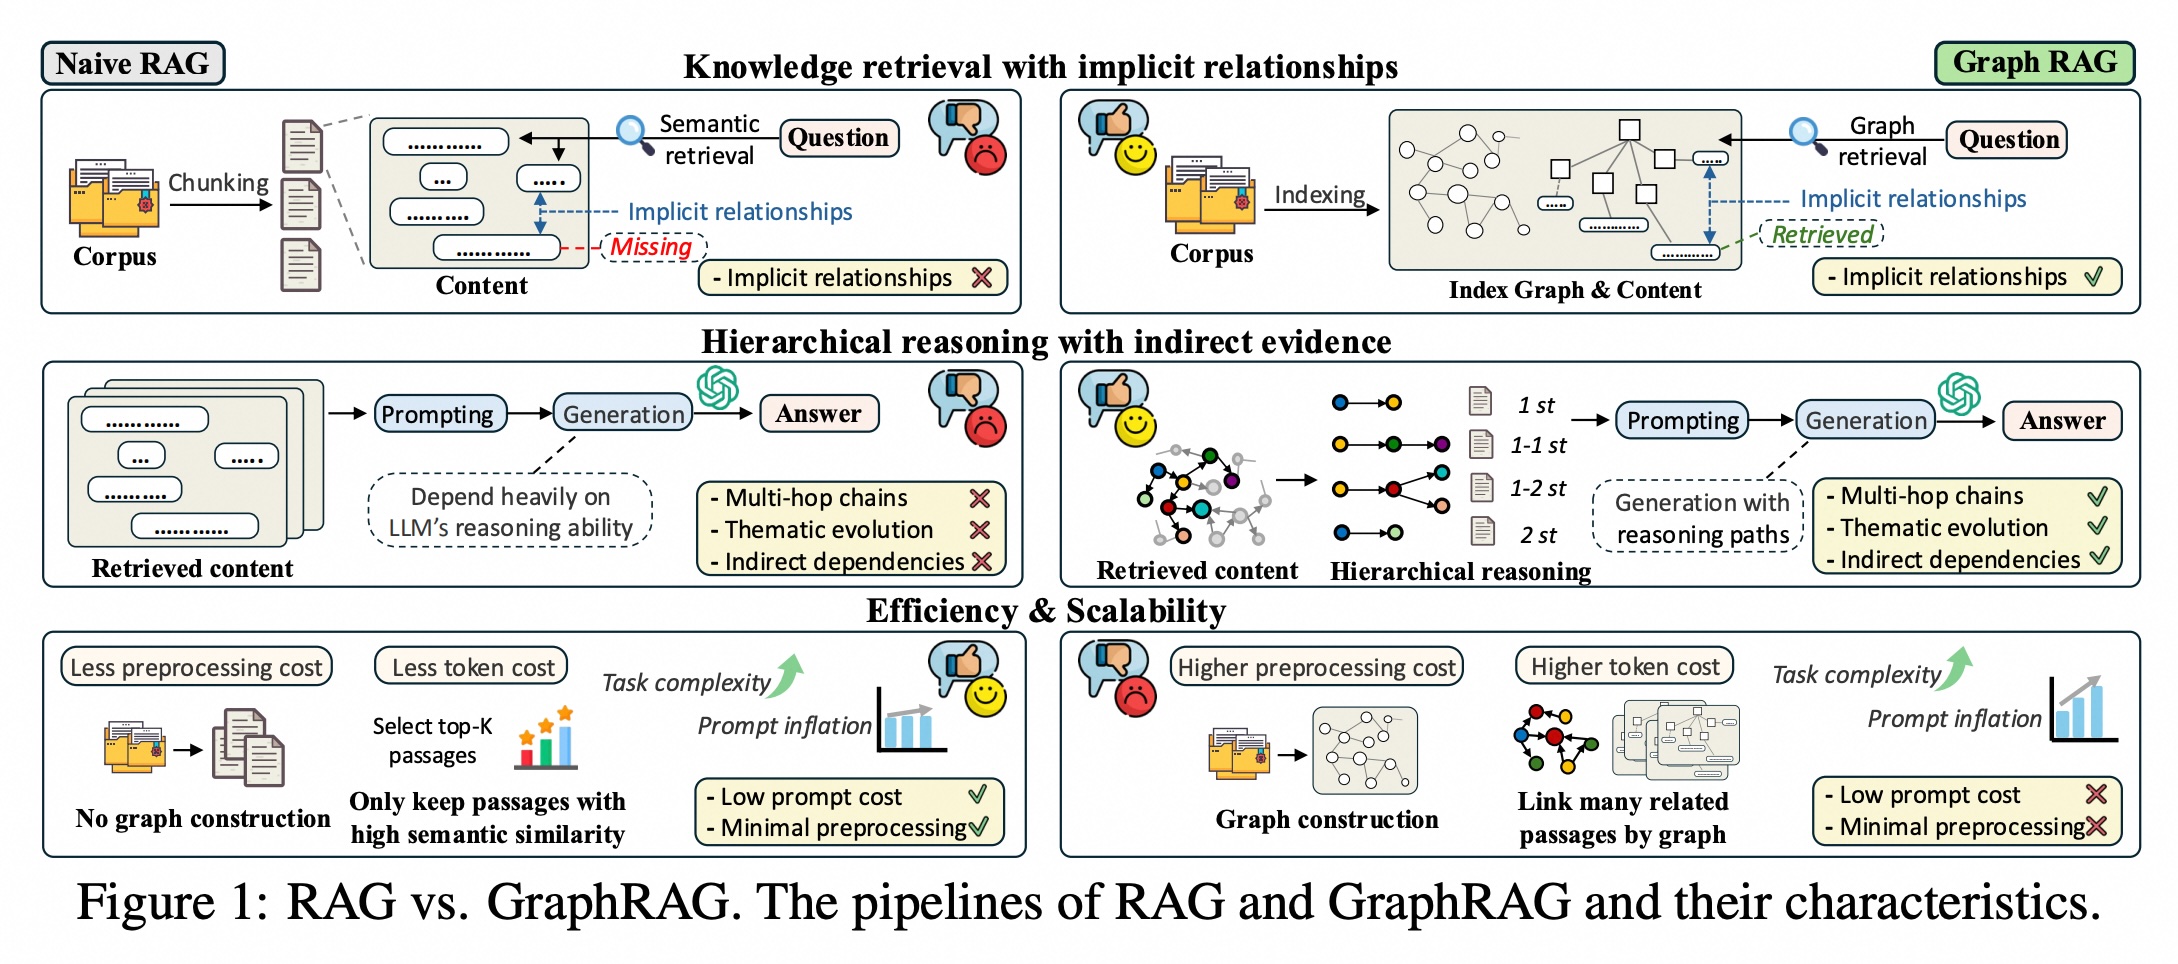 Naive RAG
Knowledge retrieval with implicit relationships
Graph RAG
Corpus
Chunking
............
...
.....
..........
............
Content
Semantic
retrieval
Question
Implicit relationships
Missing
- Implicit relationships
Corpus
Indexing
.....
.....
............
...........
Index Graph & Content
Graph
retrieval
Question
Implicit relationships
Retrieved
- Implicit relationships
Hierarchical reasoning with indirect evidence
............
...
.....
..........
............
Retrieved content
Prompting
Generation
Answer
Depend heavily on
LLM's reasoning ability
- Multi-hop chains
- Thematic evolution
- Indirect dependencies
Retrieved content
1 st
1-1 st
1-2 st
2 st
Hierarchical reasoning
Prompting
Generation
Answer
Generation with
reasoning paths
- Multi-hop chains
- Thematic evolution
- Indirect dependencies
Efficiency & Scalability
Less preprocessing cost
No graph construction
Less token cost
Select top-K
passages
Only keep passages with
high semantic similarity
Task complexity
Prompt inflation
- Low prompt cost
- Minimal preprocessing
Higher preprocessing cost
Graph construction
Higher token cost
Link many related
passages by graph
Task complexity
Prompt inflation
- Low prompt cost
- Minimal preprocessing
Figure 1: RAG vs. GraphRAG. The pipelines of RAG and GraphRAG and their characteristics.